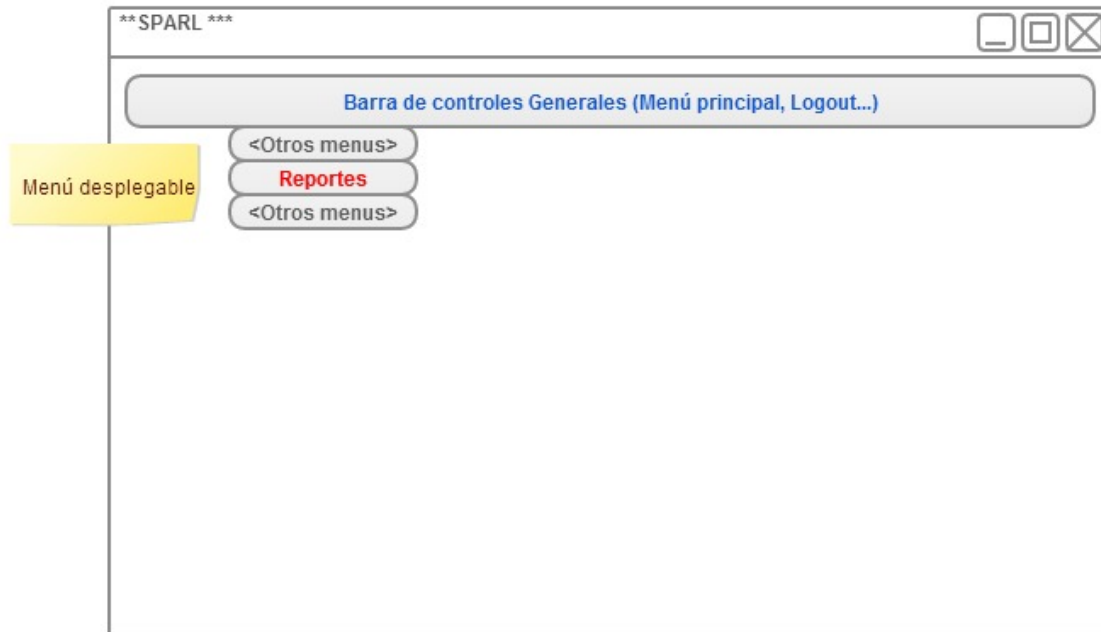 **SPARL ***
Barra de controles Generales (Menú principal, Logout...)
<Otros menus>
Menú desplegable
Reportes
<Otros menus>